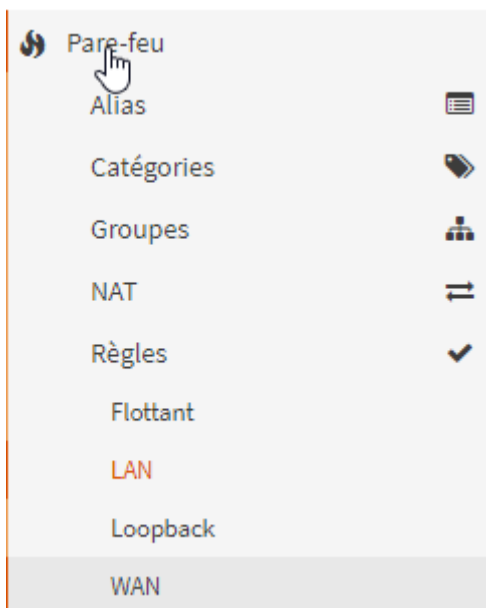 Pare-feu
Alias
Catégories
Groupes
NAT
Règles
Flottant
LAN
Loopback
WAN